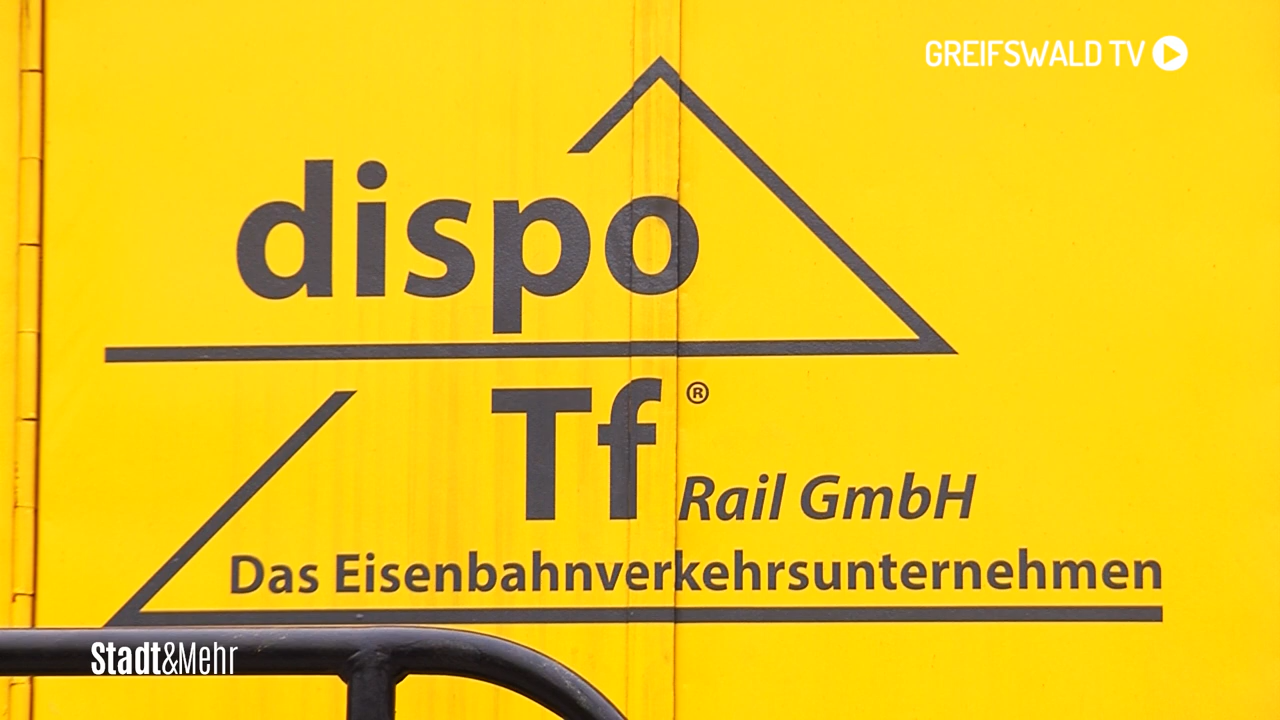 GREIFSWALD TV
dispo
Tf®
Rail GmbH
Das Eisenbahnverkehrsunternehmen
Stadt&Mehr